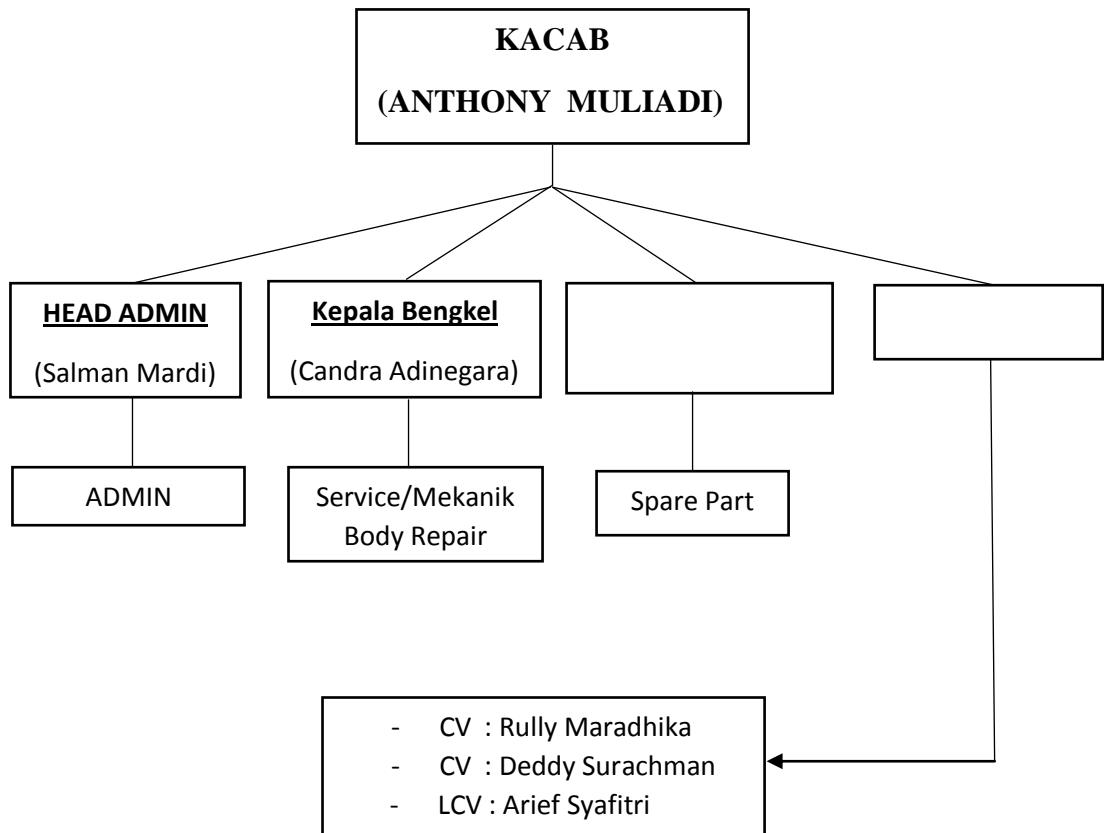 KACAB
(ANTHONY MULIADI)
HEAD ADMIN
(Salman Mardi)
Kepala Bengkel
(Candra Adinegara)
ADMIN
Service/Mekanik
Body Repair
Spare Part
- CV : Rully Maradhika
- CV : Deddy Surachman
- LCV : Arief Syafitri